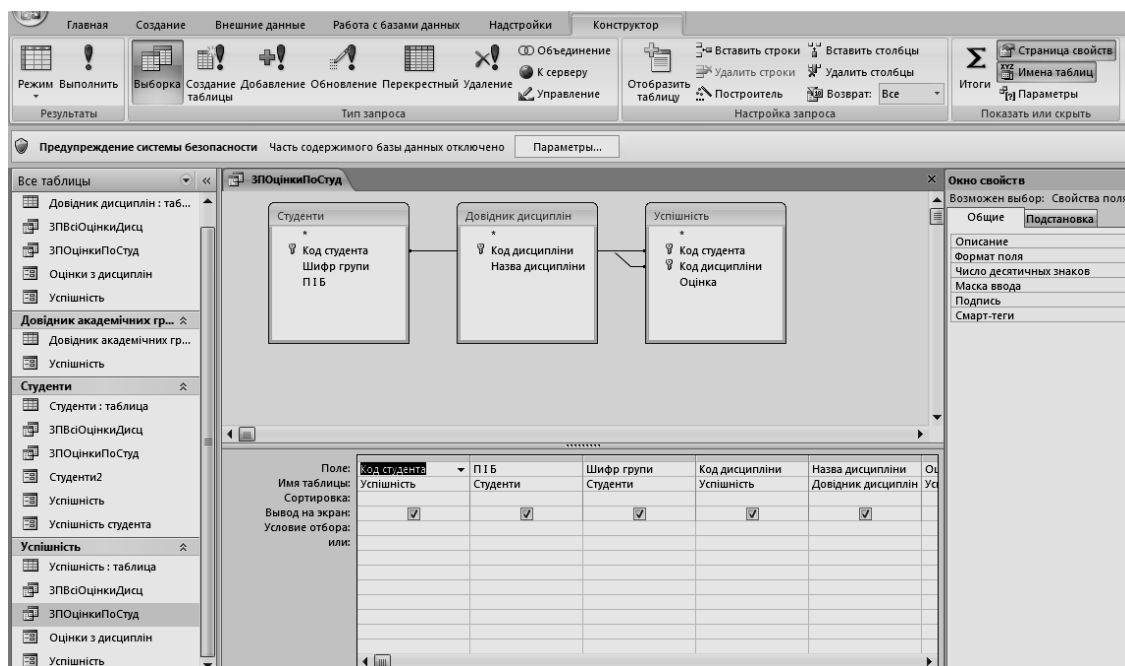 Главная Создание Внешние данные Работа с базами данных Надстройки Конструктор
Режим Выполнить Выборка Создание таблицы Добавление Обновление Перекрестный Удаление
Объединение
К серверу
Управление
Отобразить таблицу
Вставить строки Вставить столбцы
Удалить строки Удалить столбцы
Построитель Возврат: Все
Итоги
Страница свойств
Имена таблиц
Параметры
Результаты Тип запроса Настройка запроса Показать или скрыть
Предупреждение системы безопасности Часть содержимого базы данных отключено Параметры...
Все таблицы
Довідник дисциплін : таб...
ЗПВсіОцінкиДисц
ЗПОцінкиПоСтуд
Оцінки з дисциплін
Успішність
Довідник академічних гр...
Довідник академічних гр...
Успішність
Студенти
Студенти : таблица
ЗПВсіОцінкиДисц
ЗПОцінкиПоСтуд
Студенти2
Успішність
Успішність студента
Успішність
Успішність : таблица
ЗПВсіОцінкиДисц
ЗПОцінкиПоСтуд
Оцінки з дисциплін
Успішність
ЗПОцінкиПоСтуд
Студенти
*
Код студента
Шифр групи
П І Б
Довідник дисциплін
*
Код дисципліни
Назва дисципліни
Успішність
*
Код студента
Код дисципліни
Оцінка
Поле: Код студента П І Б Шифр групи Код дисципліни Назва дисципліни
Имя таблицы: Успішність Студенти Студенти Успішність Довідник дисциплін
Сортировка:
Вывод на экран:
Условие отбора:
или:
Окно свойств
Возможен выбор: Свойства поля
Общие Подстановка
Описание
Формат поля
Число десятичных знаков
Маска ввода
Подпись
Смарт-теги